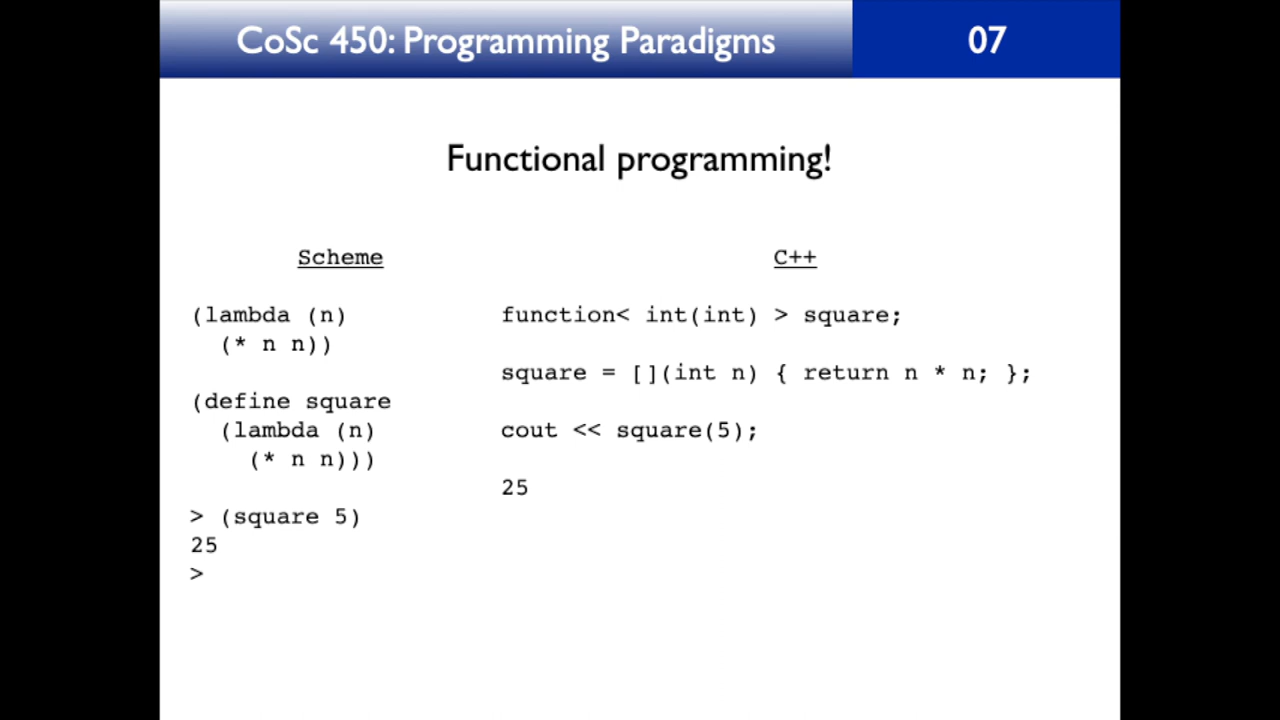 CoSc 450: Programming Paradigms
07
Functional programming!
Scheme
(lambda (n)
  (* n n))
(define square
  (lambda (n)
    (* n n)))
> (square 5)
25
>
C++
function< int(int) > square;
square = [](int n) { return n * n; };
cout << square(5);
25